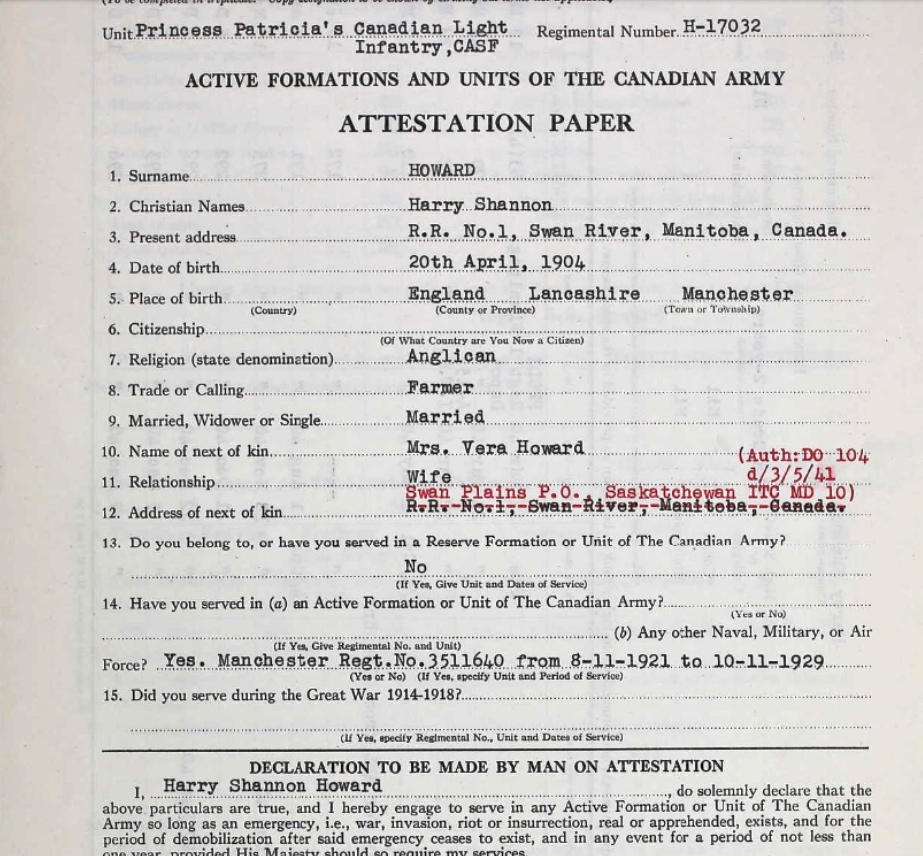 (To be completed in triplicate.
Unit Princess Patricia's Canadian Light Regimental Number H-17032
Infantry,CASF
ACTIVE FORMATIONS AND UNITS OF THE CANADIAN ARMY
ATTESTATION PAPER
1. Surname HOWARD
2. Christian Names Harry Shannon
3. Present address R.R. No.1, Swan River, Manitoba, Canada.
4. Date of birth 20th April, 1904
5. Place of birth England Lancashire Manchester
(Country) (County or Province) (Town or Township)
6. Citizenship
(Of What Country are You Now a Citizen)
7. Religion (state denomination) Anglican
8. Trade or Calling Farmer
9. Married, Widower or Single Married
10. Name of next of kin Mrs. Vera Howard (Auth:DO 104
11. Relationship Wife d/3/5/41
Swan Plains P.O., Saskatchewan ITC MD 10)
12. Address of next of kin R.R. No.1, Swan River, Manitoba, Canada.
13. Do you belong to, or have you served in a Reserve Formation or Unit of The Canadian Army?
No
(If Yes, Give Unit and Dates of Service)
14. Have you served in (a) an Active Formation or Unit of The Canadian Army?
(Yes or No)
(b) Any other Naval, Military, or Air
(If Yes, Give Regimental No. and Unit)
Force? Yes. Manchester Regt.No.3511640 from 8-11-1921 to 10-11-1929
(Yes or No) (If Yes, specify Unit and Period of Service)
15. Did you serve during the Great War 1914-1918?
(If Yes, specify Regimental No., Unit and Dates of Service)
DECLARATION TO BE MADE BY MAN ON ATTESTATION
I, Harry Shannon Howard, do solemnly declare that the
above particulars are true, and I hereby engage to serve in any Active Formation or Unit of The Canadian
Army so long as an emergency, i.e., war, invasion, riot or insurrection, real or apprehended, exists, and for the
period of demobilization after said emergency ceases to exist, and in any event for a period of not less than
one year, provided His Majesty should so require my services.